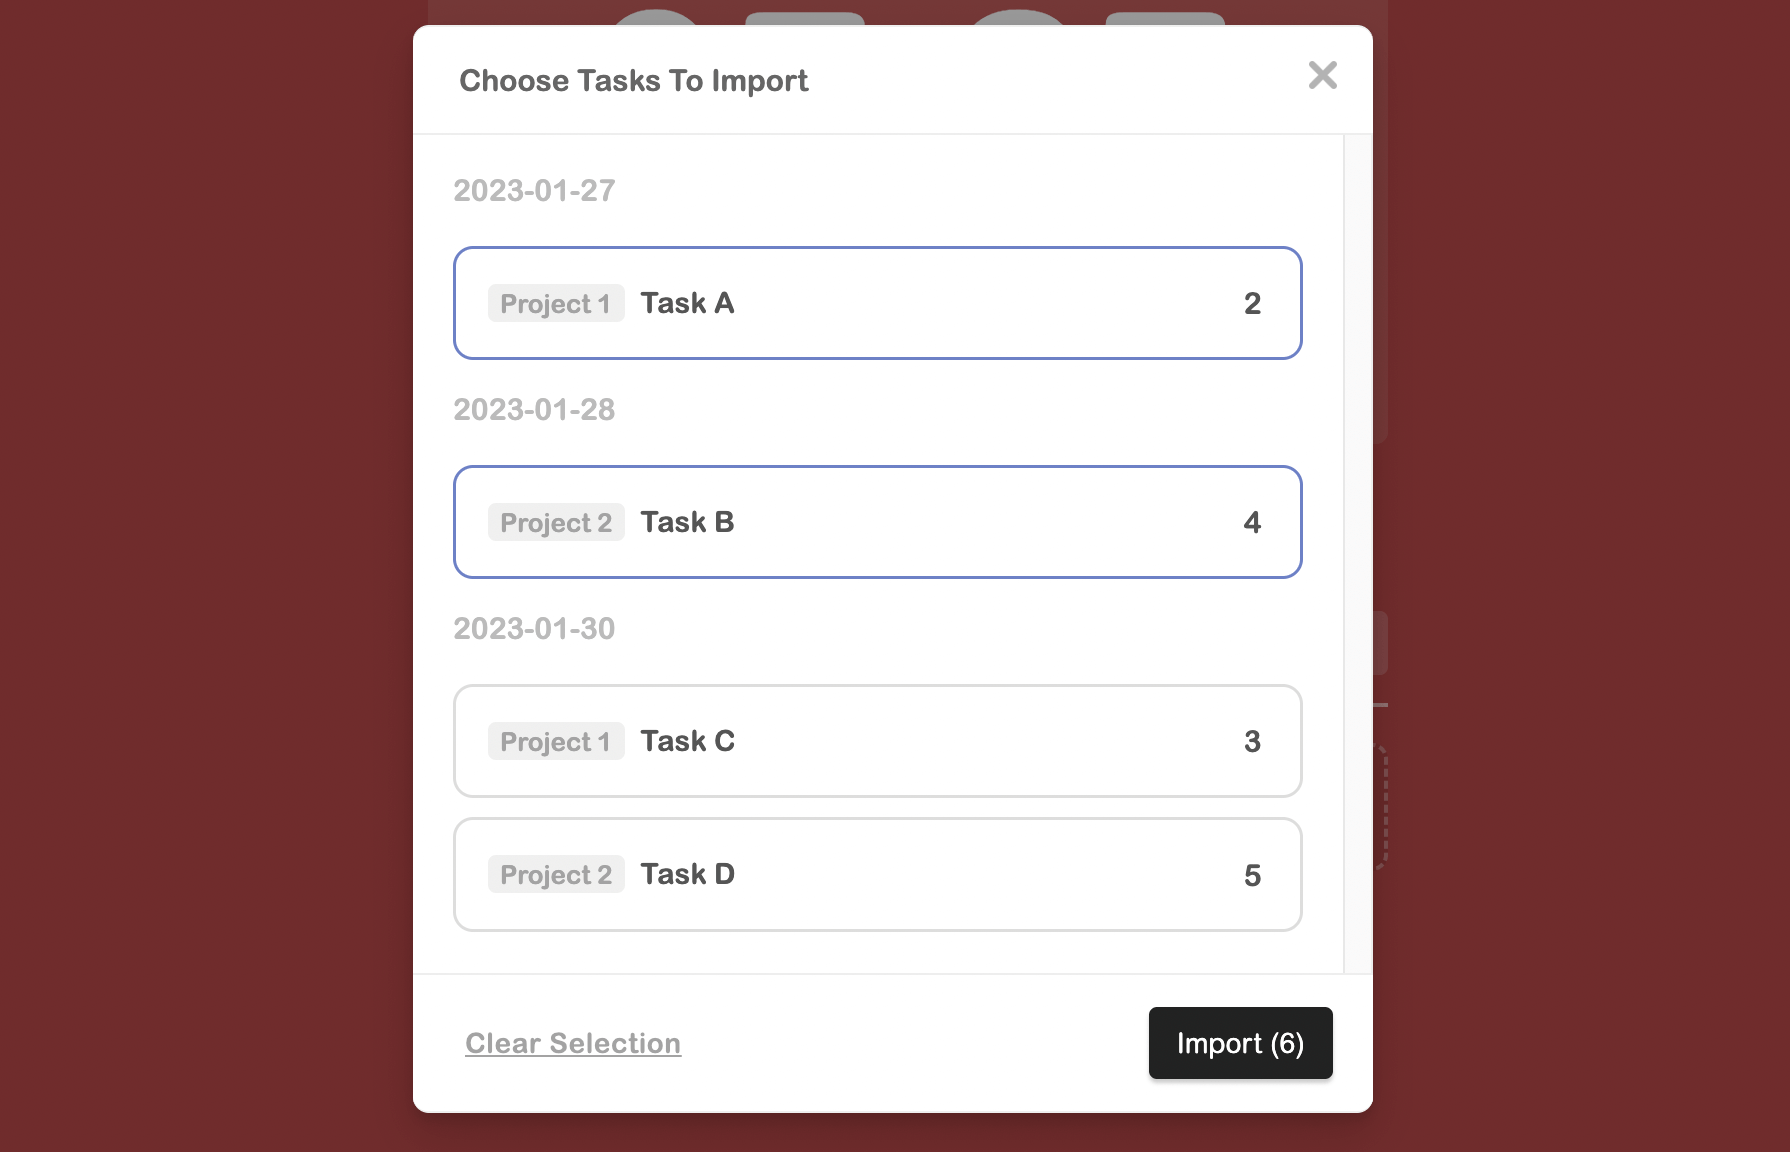 Choose Tasks To Import
2023-01-27
Project 1 Task A 2
2023-01-28
Project 2 Task B 4
2023-01-30
Project 1 Task C 3
Project 2 Task D 5
Clear Selection Import (6)